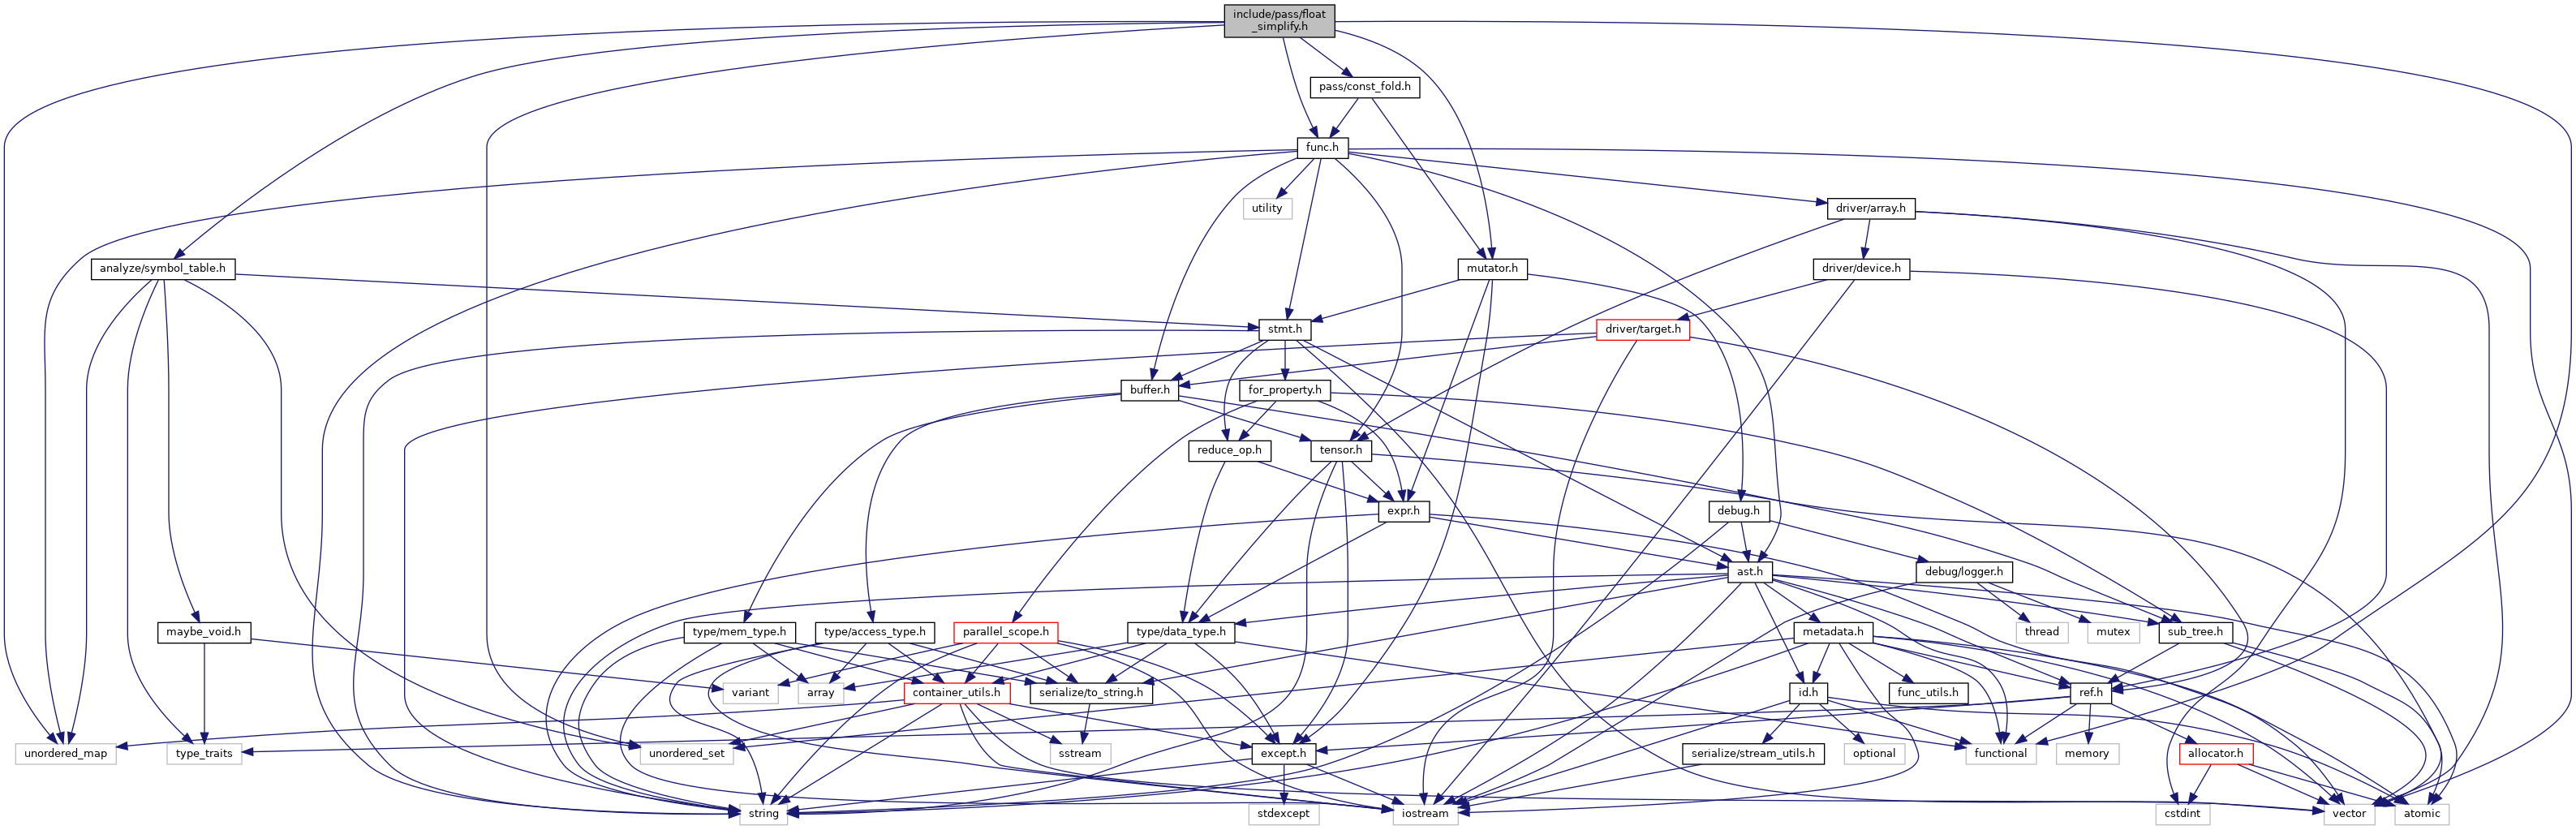 include/pass/float
_simplify.h
pass/const_fold.h
func.h
utility
driver/array.h
analyze/symbol_table.h
mutator.h
driver/device.h
stmt.h
driver/target.h
buffer.h
for_property.h
reduce_op.h
tensor.h
expr.h
debug.h
ast.h
debug/logger.h
maybe_void.h
type/mem_type.h
type/access_type.h
parallel_scope.h
type/data_type.h
metadata.h
thread
mutex
sub_tree.h
variant
array
container_utils.h
serialize/to_string.h
id.h
func_utils.h
ref.h
unordered_map
type_traits
unordered_set
sstream
except.h
serialize/stream_utils.h
optional
functional
memory
allocator.h
string
stdexcept
iostream
cstdint
vector
atomic